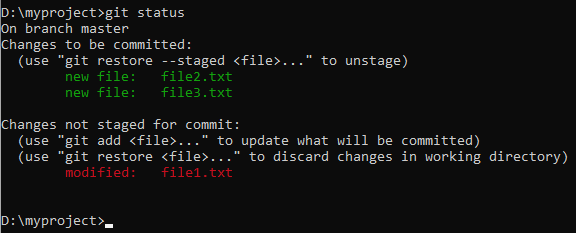 D:\myproject>git status
On branch master
Changes to be committed:
  (use "git restore --staged <file>..." to unstage)
        new file:   file2.txt
        new file:   file3.txt

Changes not staged for commit:
  (use "git add <file>..." to update what will be committed)
  (use "git restore <file>..." to discard changes in working directory)
        modified:   file1.txt

D:\myproject>